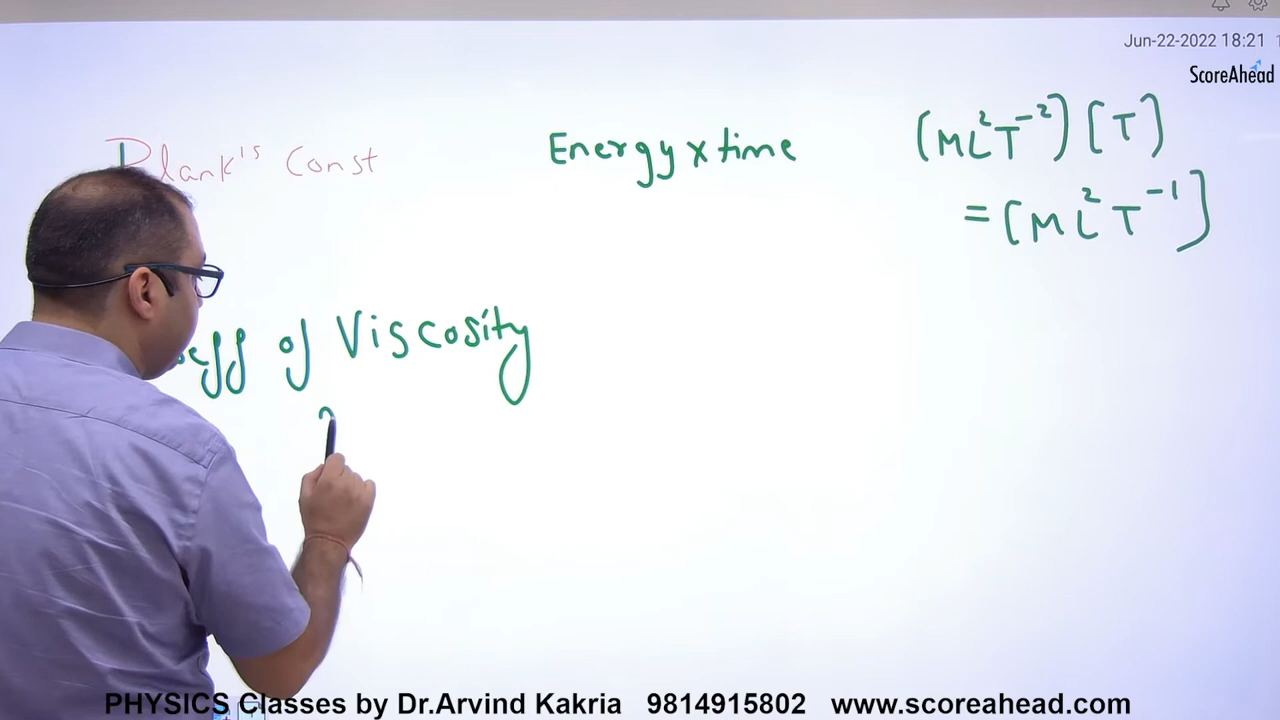 Jun-22-2022 18:21
ScoreAhead
Plank's Const
Energy x time
(ML²T⁻²) [T]
= [ML²T⁻¹]
of Viscosity
PHYSICS Classes by Dr.Arvind Kakria 9814915802 www.scoreahead.com